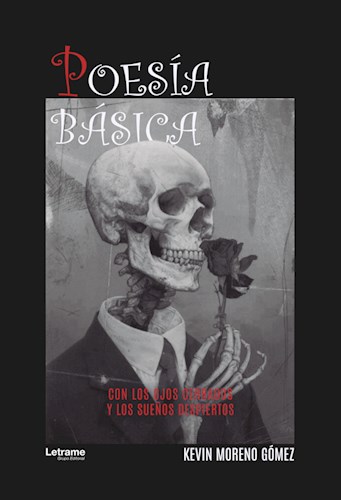 POESÍA
BÁSICA
CON LOS OJOS CERRADOS
Y LOS SUEÑOS DESPIERTOS
KEVIN MORENO GÓMEZ
Letrame
Grupo Editorial